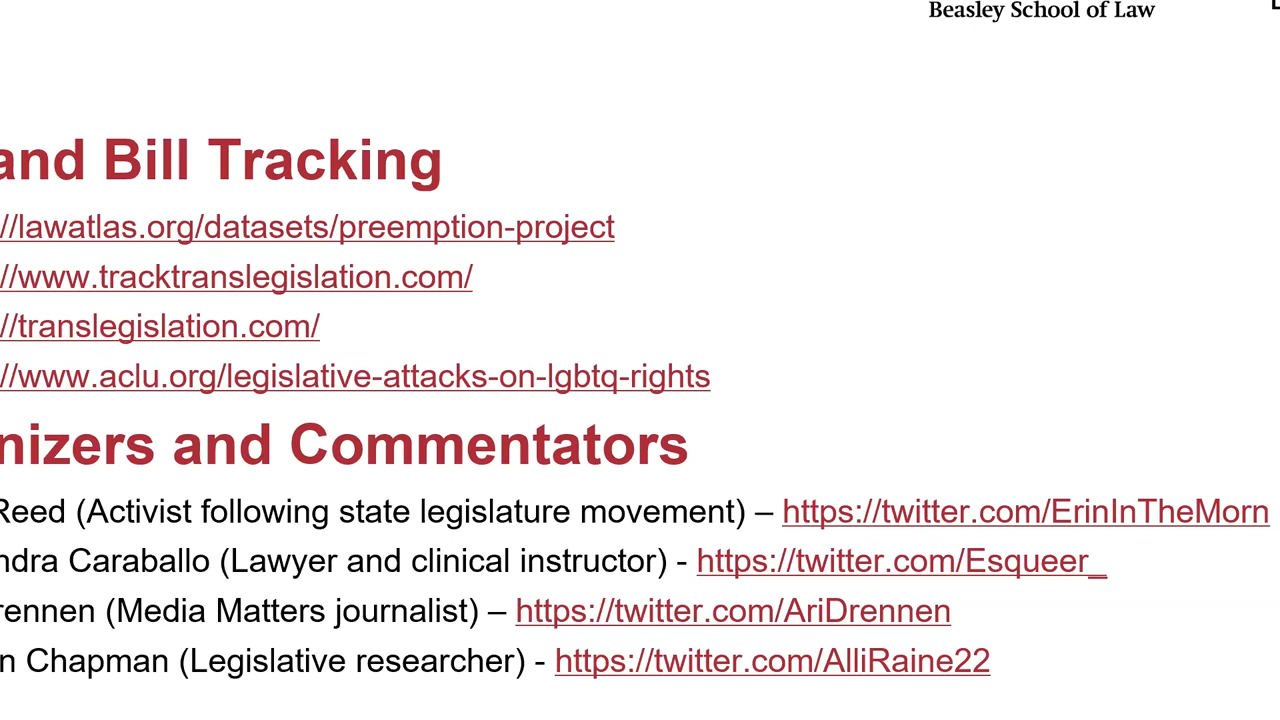 Beasley School of Law
and Bill Tracking
//lawatlas.org/datasets/preemption-project
//www.tracktranslegislation.com/
//translegislation.com/
//www.aclu.org/legislative-attacks-on-lgbtq-rights
nizers and Commentators
Reed (Activist following state legislature movement) – https://twitter.com/ErinInTheMorn
ndra Caraballo (Lawyer and clinical instructor) - https://twitter.com/Esqueer_
rennen (Media Matters journalist) – https://twitter.com/AriDrennen
n Chapman (Legislative researcher) - https://twitter.com/AlliRaine22